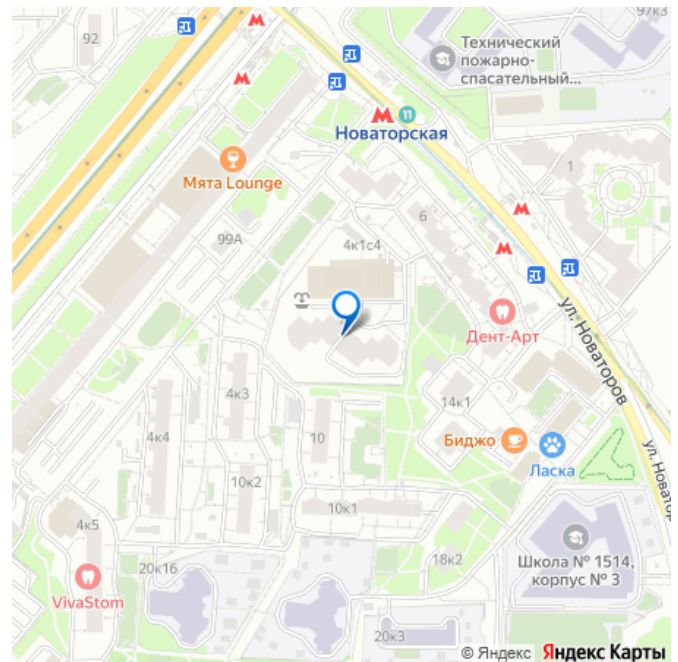 97к3
92
Технический
пожарно-
спасательный...
М
М
М
11
Новаторская
Мята Lounge
1
6
М
99А
4к1с4
М
ул. Новаторов
Дент-Арт
4к3
14к1
4к4
10
Биджо
ул. Новатор
Ласка
10к2
10к1
4к5
Школа № 1514,
корпус № 3
18к2
20к16
VivaStom
20к3
© Яндекс Яндекс Карты